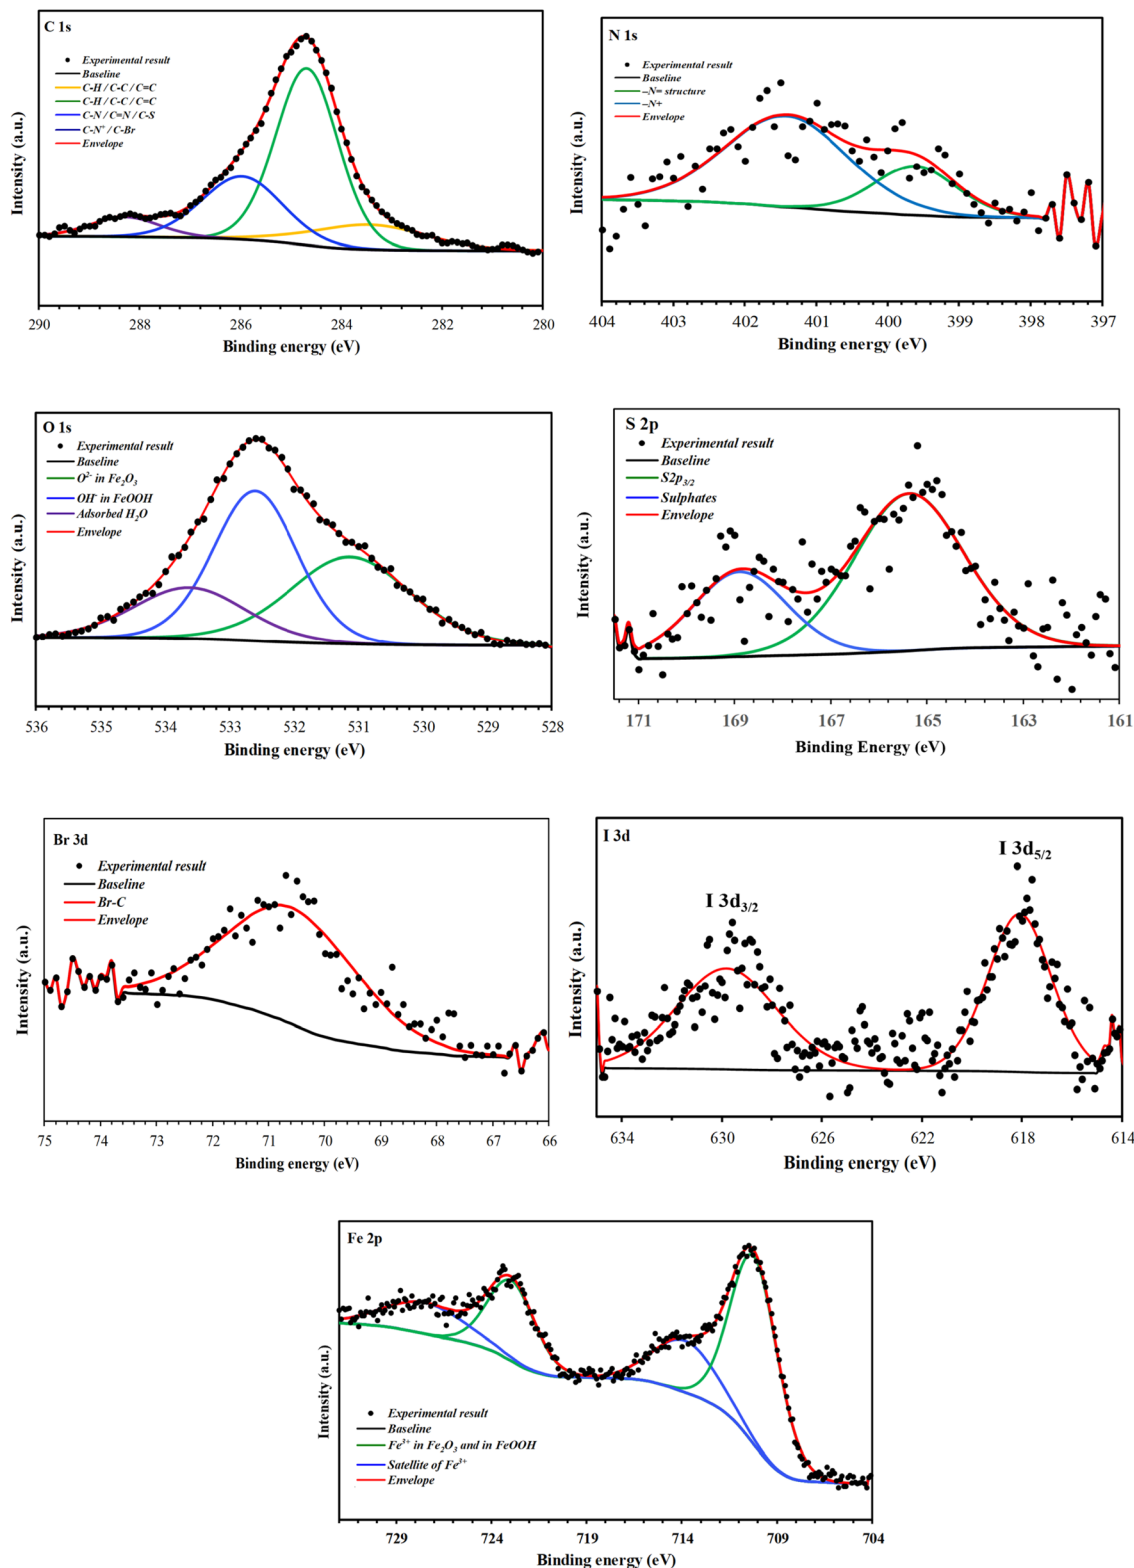 C 1s
Experimental result
Baseline
C-H / C-C / C=C
C-H / C-C / C=C
C-N / C=N / C-S
C-N⁺ / C-Br
Envelope
Intensity (a.u.)
290 288 286 284 282 280
Binding energy (eV)
N 1s
Experimental result
Baseline
–N= structure
–N+
Envelope
Intensity (a.u.)
404 403 402 401 400 399 398 397
Binding energy (eV)
O 1s
Experimental result
Baseline
O²⁻ in Fe₂O₃
OH⁻ in FeOOH
Adsorbed H₂O
Envelope
Intensity (a.u.)
536 535 534 533 532 531 530 529 528
Binding energy (eV)
S 2p
Experimental result
Baseline
S2p₃/₂
Sulphates
Envelope
Intensity (a.u.)
171 169 167 165 163 161
Binding Energy (eV)
Br 3d
Experimental result
Baseline
Br-C
Envelope
Intensity (a.u.)
75 74 73 72 71 70 69 68 67 66
Binding energy (eV)
I 3d
I 3d₃/₂
I 3d₅/₂
Intensity (a.u.)
634 630 626 622 618 614
Binding energy (eV)
Fe 2p
Experimental result
Baseline
Fe³⁺ in Fe₂O₃ and in FeOOH
Satellite of Fe³⁺
Envelope
Intensity (a.u.)
729 724 719 714 709 704
Binding energy (eV)